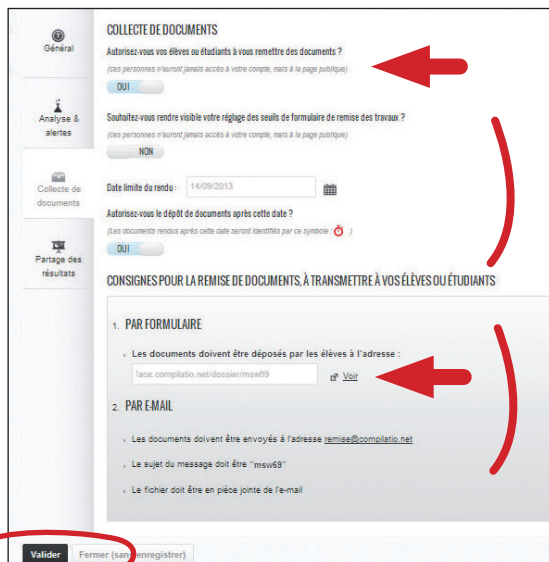 Général
Analyse &
alertes
Collecte de
documents
Partage des
résultats
COLLECTE DE DOCUMENTS
Autorisez-vous vos élèves ou étudiants à vous remettre des documents ?
(ces personnes n'auront jamais accès à votre compte, mais à la page publique)
OUI
Souhaitez-vous rendre visible votre réglage des seuils de formulaire de remise des travaux ?
(ces personnes n'auront jamais accès à votre compte, mais à la page publique)
NON
Date limite du rendu : 14/09/2013
Autorisez-vous le dépôt de documents après cette date ?
(Les documents rendus après cette date seront identifiés par ce symbole : )
OUI
CONSIGNES POUR LA REMISE DE DOCUMENTS, À TRANSMETTRE À VOS ÉLÈVES OU ÉTUDIANTS
1. PAR FORMULAIRE
Les documents doivent être déposés par les élèves à l'adresse :
face.compilatio.net/dossier/msw69 Voir
2. PAR E-MAIL
Les documents doivent être envoyés à l'adresse remise@compilatio.net
Le sujet du message doit être "msw69"
Le fichier doit être en pièce jointe de l'e-mail
Valider Fermer (sans enregistrer)